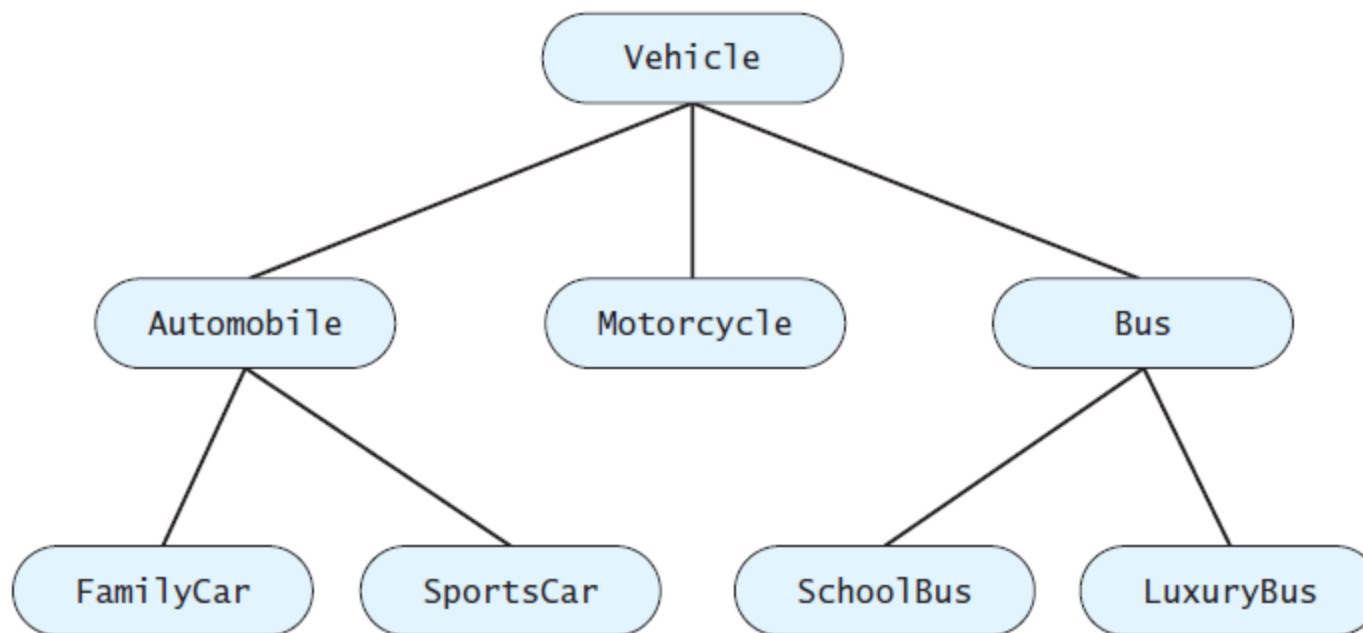 Vehicle
Automobile
Motorcycle
Bus
FamilyCar
SportsCar
SchoolBus
LuxuryBus